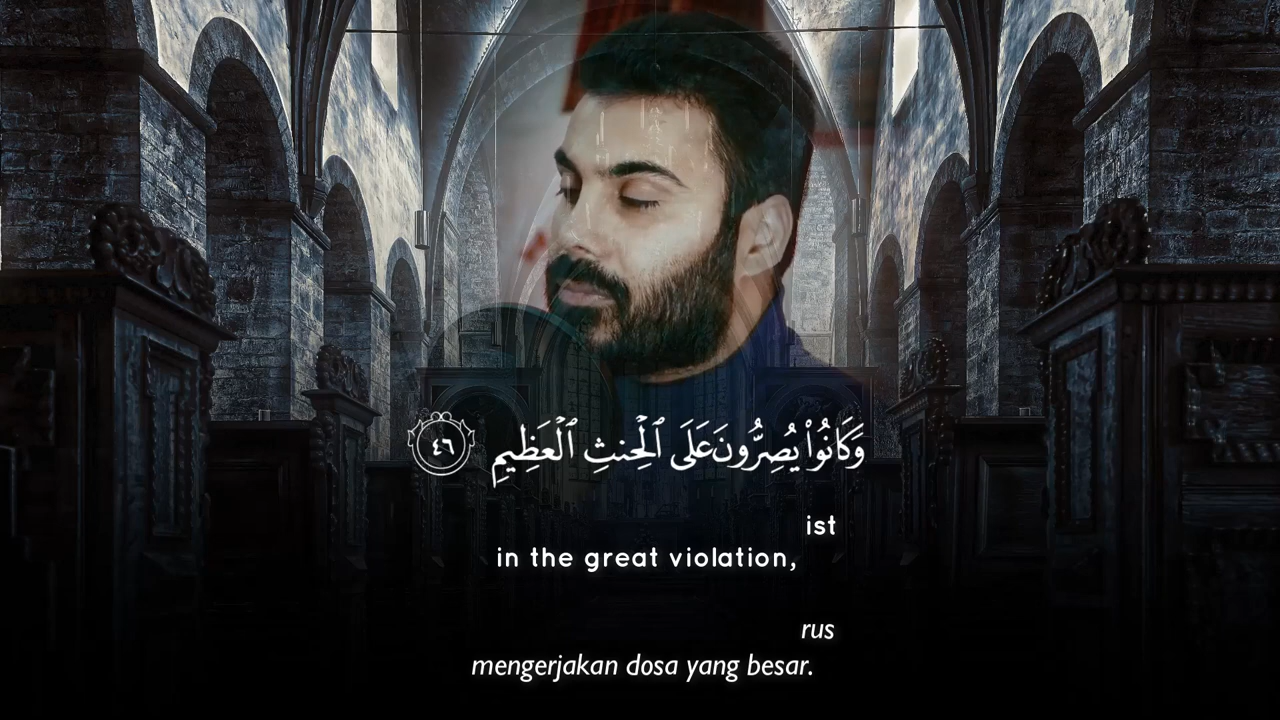 وَكَانُوا۟ يُصِرُّونَ عَلَى ٱلْحِنثِ ٱلْعَظِيمِ ٤٦
ist
in the great violation,
rus
mengerjakan dosa yang besar.